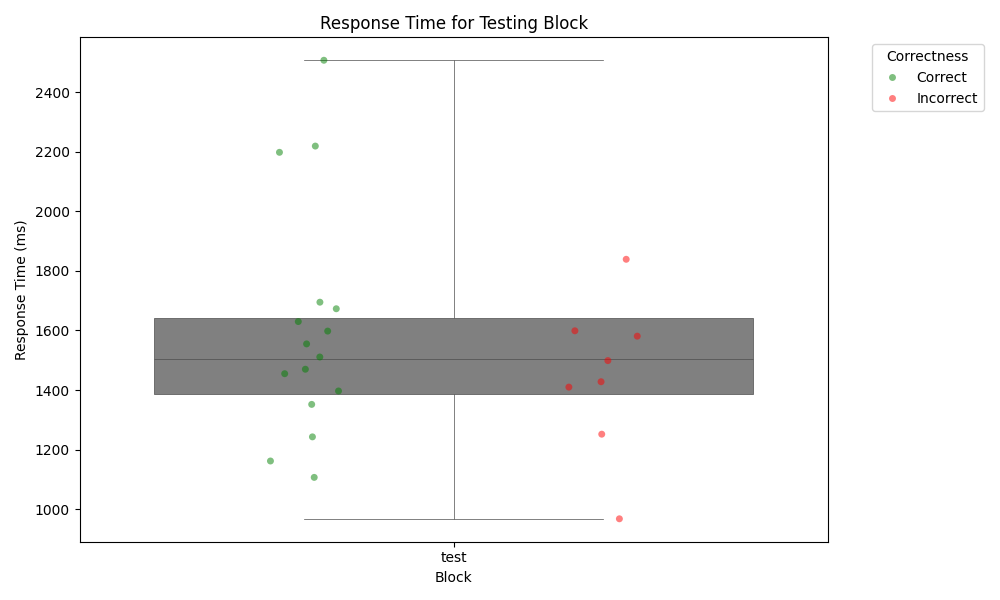 Response Time for Testing Block
Correctness
Correct
Incorrect
Response Time (ms)
2400
2200
2000
1800
1600
1400
1200
1000
test
Block